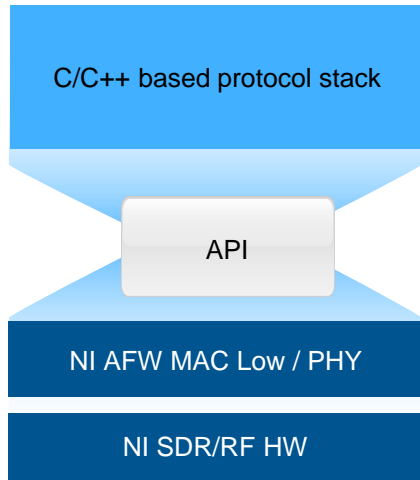 C/C++ based protocol stack
API
NI AFW MAC Low / PHY
NI SDR/RF HW